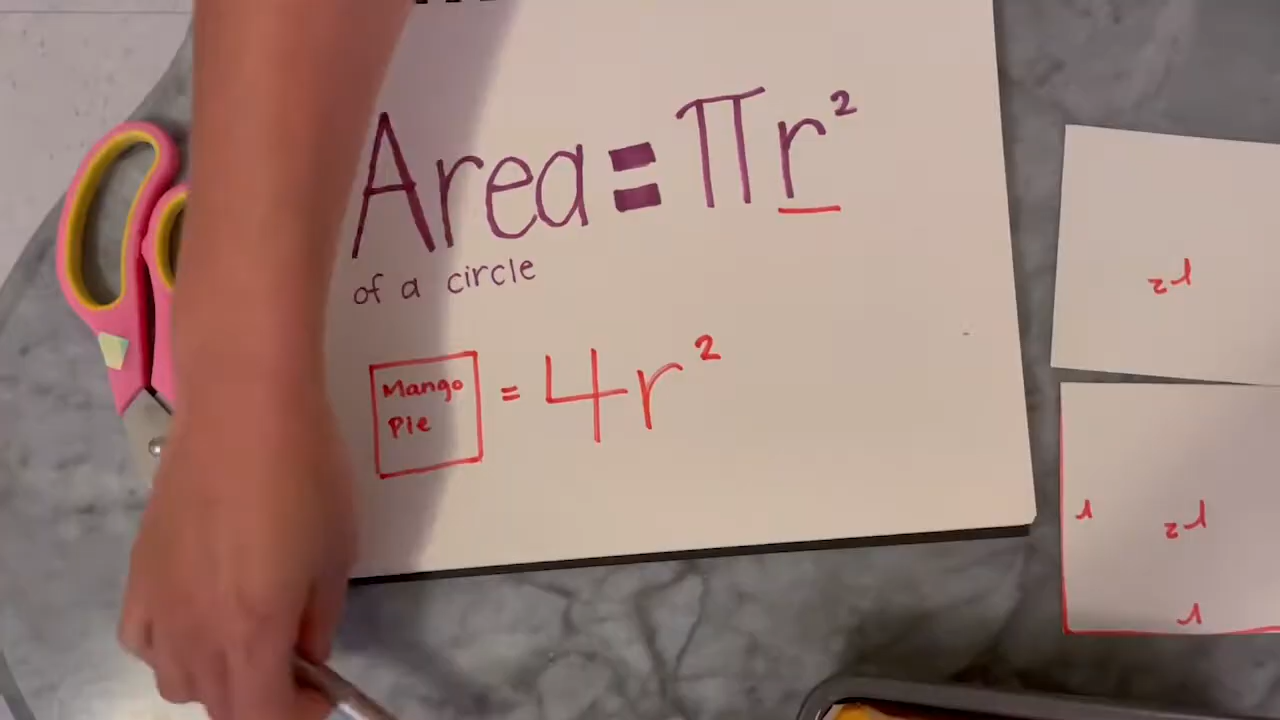 Area = πr²
of a circle
Mango
Pie
= 4r²
r²
r
r²
r